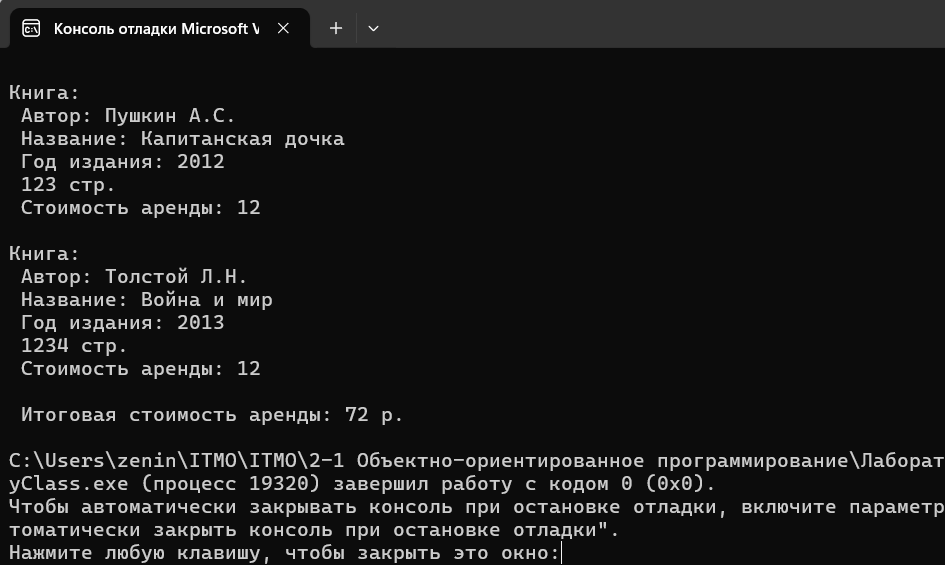 Консоль отладки Microsoft V
Книга:
Автор: Пушкин А.С.
Название: Капитанская дочка
Год издания: 2012
123 стр.
Стоимость аренды: 12
Книга:
Автор: Толстой Л.Н.
Название: Война и мир
Год издания: 2013
1234 стр.
Стоимость аренды: 12
Итоговая стоимость аренды: 72 р.
C:\Users\zenin\ITMO\ITMO\2-1 Объектно-ориентированное программирование\Лаборат
yClass.exe (процесс 19320) завершил работу с кодом 0 (0x0).
Чтобы автоматически закрывать консоль при остановке отладки, включите параметр
томатически закрыть консоль при остановке отладки".
Нажмите любую клавишу, чтобы закрыть это окно: